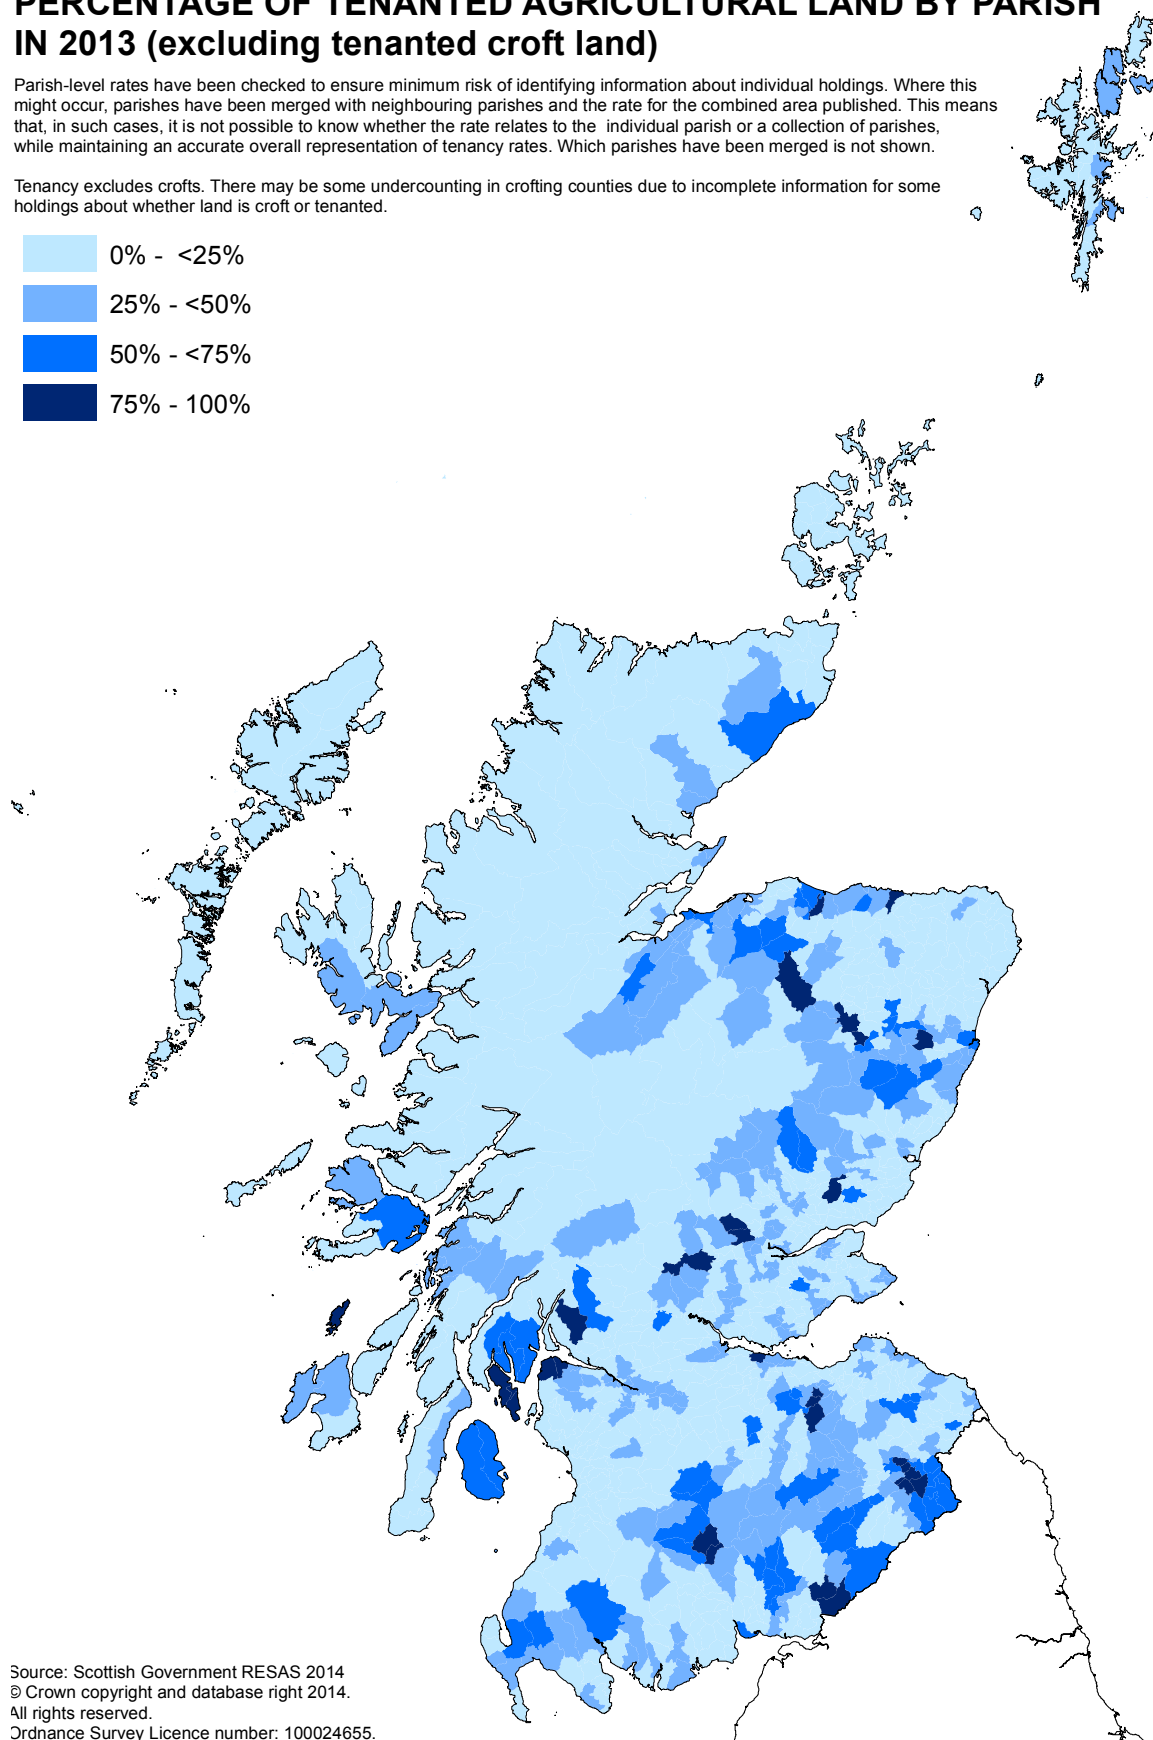 PERCENTAGE OF TENANTED AGRICULTURAL LAND BY PARISH
IN 2013 (excluding tenanted croft land)
Parish-level rates have been checked to ensure minimum risk of identifying information about individual holdings. Where this
might occur, parishes have been merged with neighbouring parishes and the rate for the combined area published. This means
that, in such cases, it is not possible to know whether the rate relates to the individual parish or a collection of parishes,
while maintaining an accurate overall representation of tenancy rates. Which parishes have been merged is not shown.
Tenancy excludes crofts. There may be some undercounting in crofting counties due to incomplete information for some
holdings about whether land is croft or tenanted.
0% - <25%
25% - <50%
50% - <75%
75% - 100%
Source: Scottish Government RESAS 2014
© Crown copyright and database right 2014.
All rights reserved.
Ordnance Survey Licence number: 100024655.